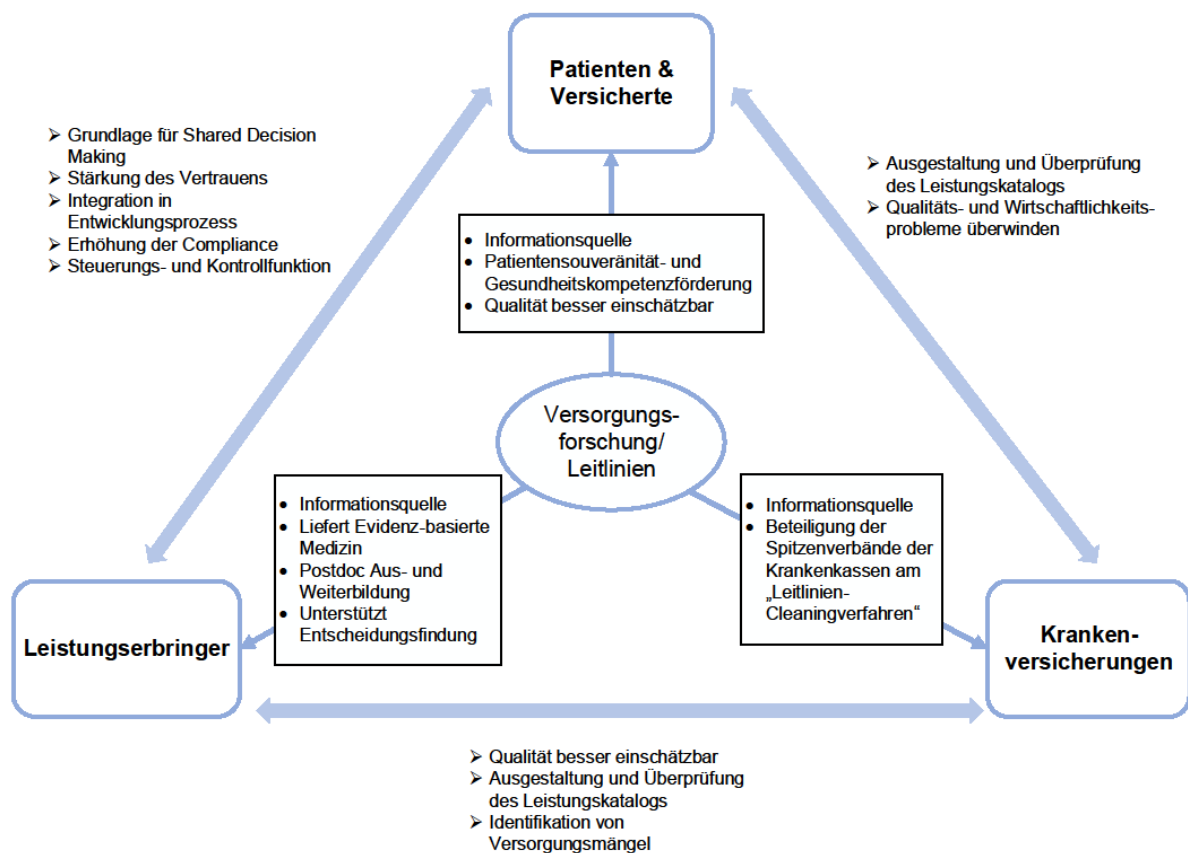 Patienten &
Versicherte
➢ Grundlage für Shared Decision
Making
➢ Stärkung des Vertrauens
➢ Integration in
Entwicklungsprozess
➢ Erhöhung der Compliance
➢ Steuerungs- und Kontrollfunktion
➢ Ausgestaltung und Überprüfung
des Leistungskatalogs
➢ Qualitäts- und Wirtschaftlichkeits-
probleme überwinden
• Informationsquelle
• Patientensouveränität- und
Gesundheitskompetenzförderung
• Qualität besser einschätzbar
Versorgungs-
forschung/
Leitlinien
• Informationsquelle
• Liefert Evidenz-basierte
Medizin
• Postdoc Aus- und
Weiterbildung
• Unterstützt
Entscheidungsfindung
• Informationsquelle
• Beteiligung der
Spitzenverbände der
Krankenkassen am
„Leitlinien-
Cleaningverfahren“
Leistungserbringer
Kranken-
versicherungen
➢ Qualität besser einschätzbar
➢ Ausgestaltung und Überprüfung
des Leistungskatalogs
➢ Identifikation von
Versorgungsmängel